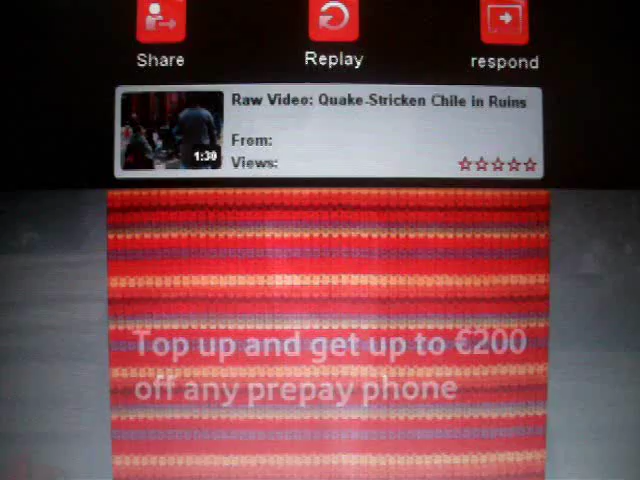 Share Replay respond
Raw Video: Quake-Stricken Chile in Ruins
From:
1:30
Views:
Top up and get up to €200
off any prepay phone